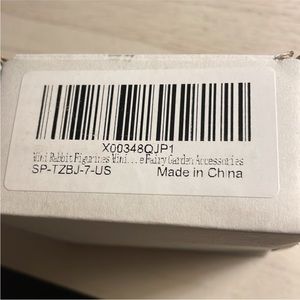 X00348QJP1
Mini Rabbit Figurines Mini...e Fairy Garden Accessories
SP-TZBJ-7-US Made in China